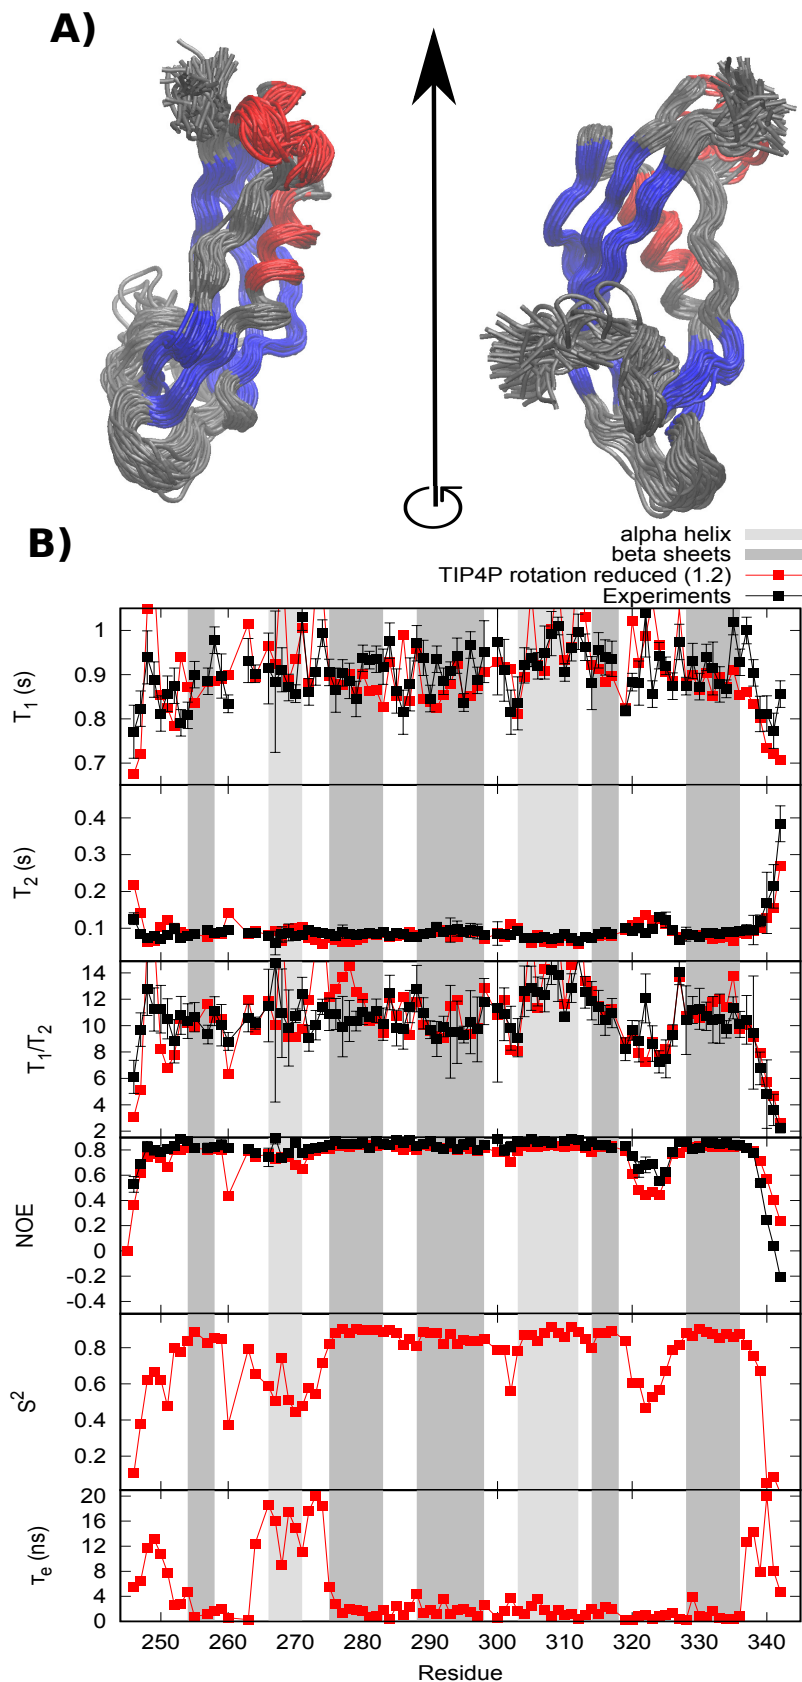 A)
B)
alpha helix
beta sheets
TIP4P rotation reduced (1.2)
Experiments
T1 (s)
1
0.9
0.8
0.7
T2 (s)
0.4
0.3
0.2
0.1
T1/T2
14
12
10
8
6
4
2
NOE
0.8
0.6
0.4
0.2
0
-0.2
-0.4
S2
0.8
0.6
0.4
0.2
τe (ns)
20
16
12
8
4
0
250 260 270 280 290 300 310 320 330 340
Residue